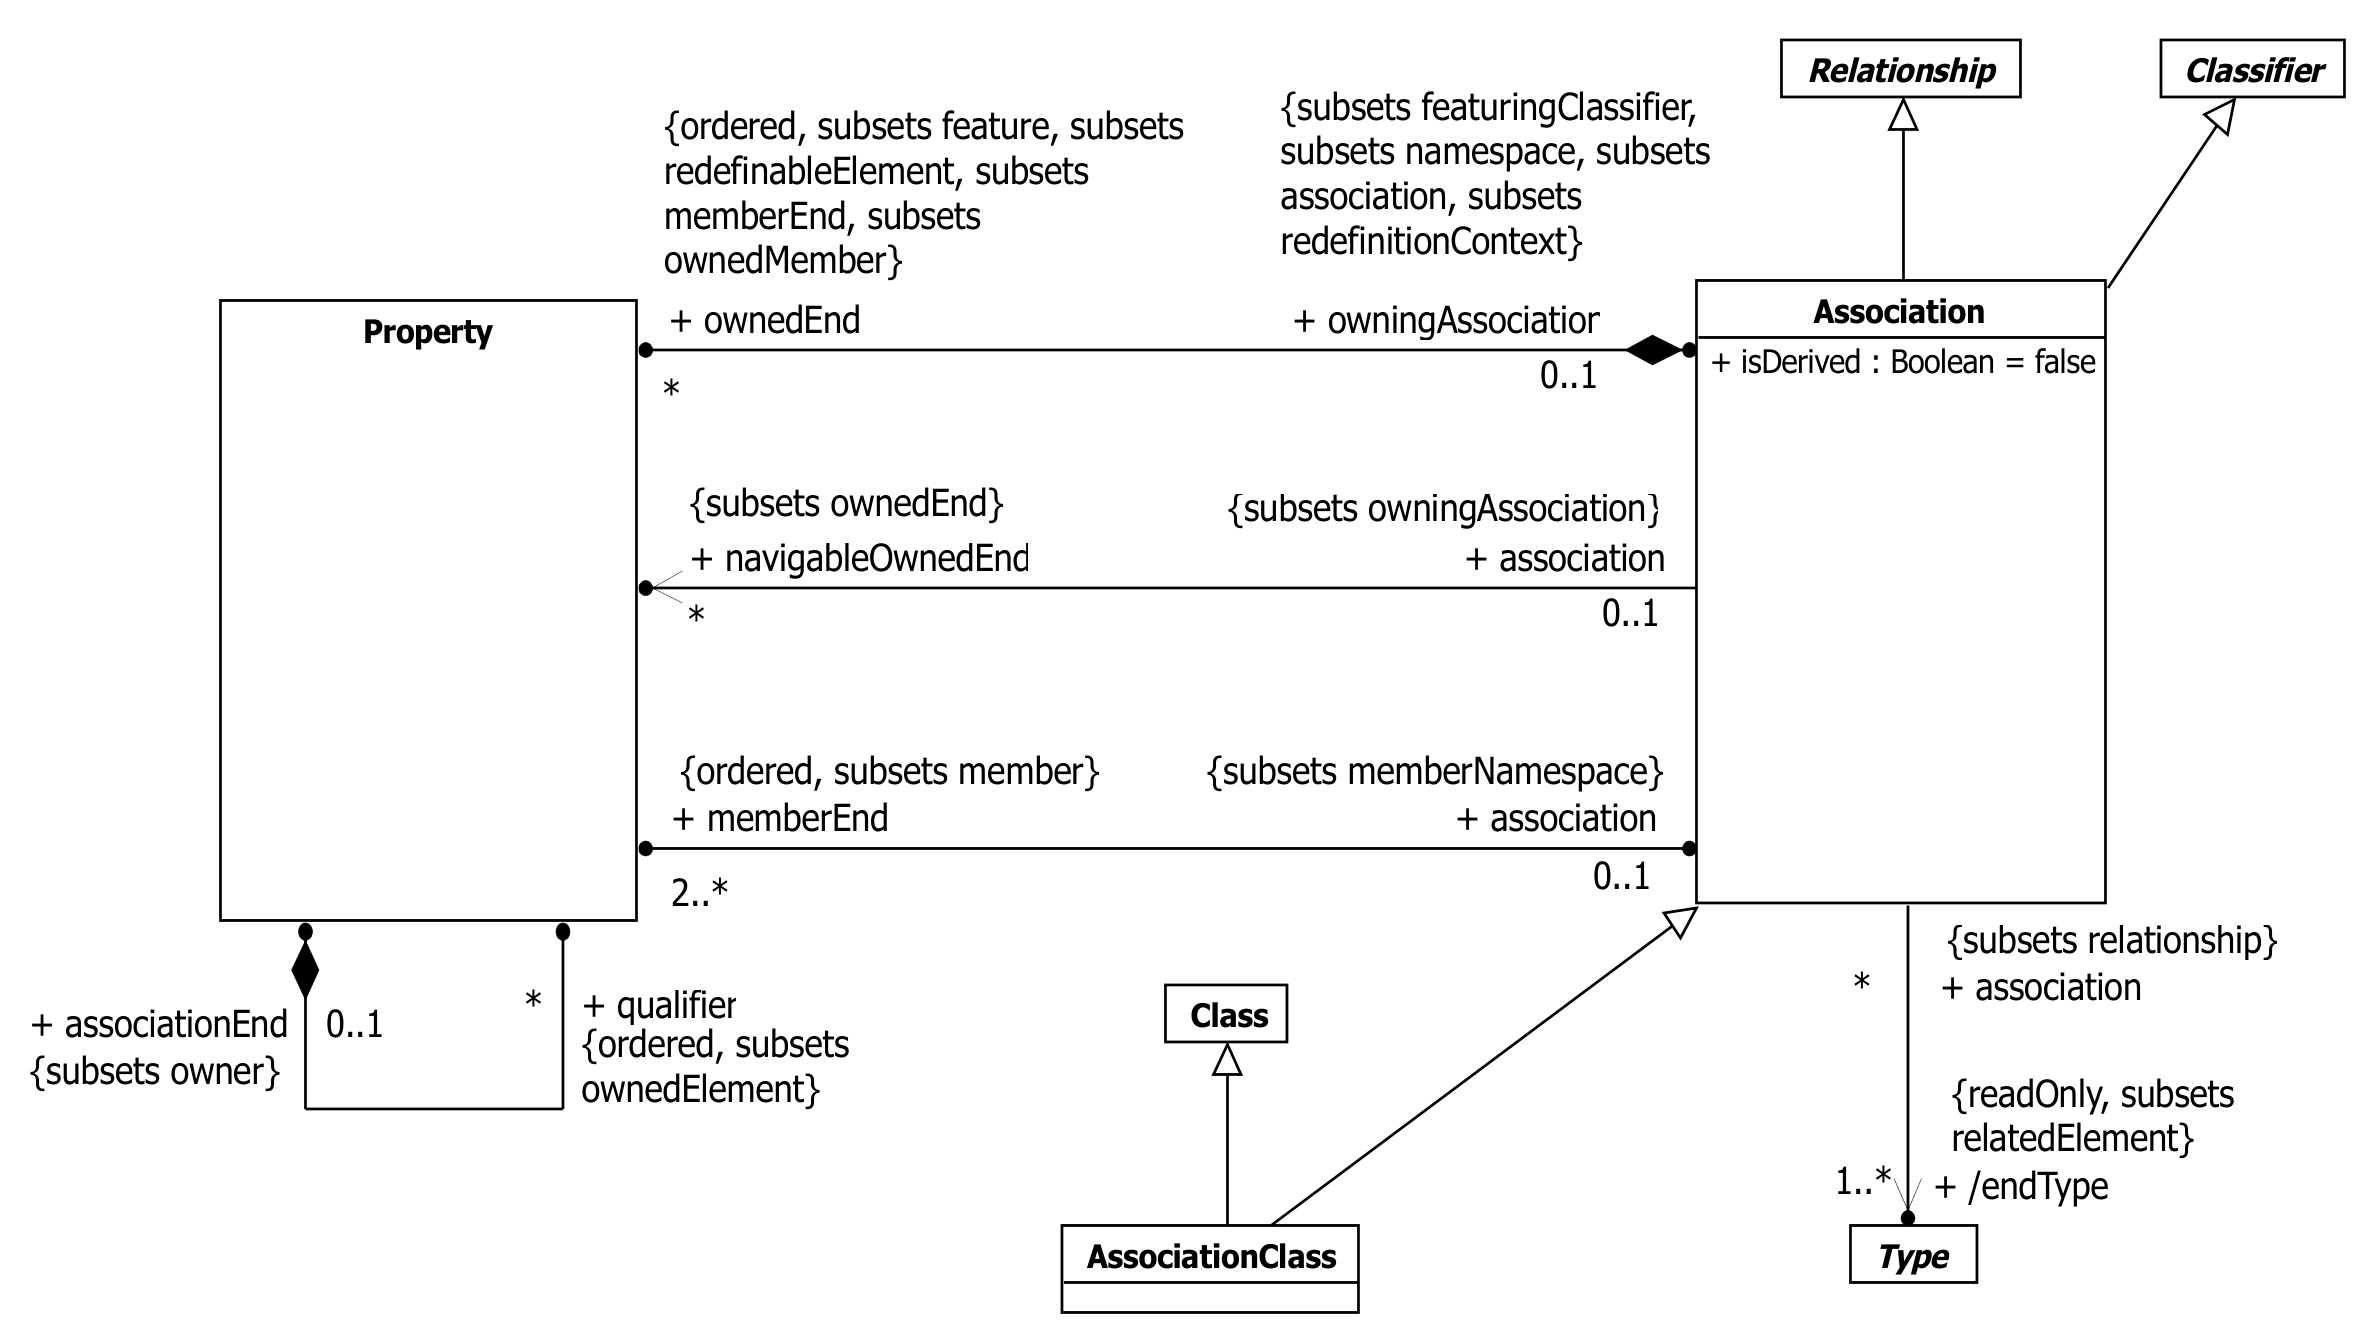 Relationship
Classifier
{ordered, subsets feature, subsets
redefinableElement, subsets
memberEnd, subsets
ownedMember}
{subsets featuringClassifier,
subsets namespace, subsets
association, subsets
redefinitionContext}
Property
+ ownedEnd
*
+ owningAssociation
0..1
Association
+ isDerived : Boolean = false
{subsets ownedEnd}
+ navigableOwnedEnd
*
{subsets owningAssociation}
+ association
0..1
{ordered, subsets member}
+ memberEnd
2..*
{subsets memberNamespace}
+ association
0..1
+ associationEnd
{subsets owner}
0..1
*
+ qualifier
{ordered, subsets
ownedElement}
Class
AssociationClass
{subsets relationship}
+ association
*
{readOnly, subsets
relatedElement}
1..*
+ /endType
Type